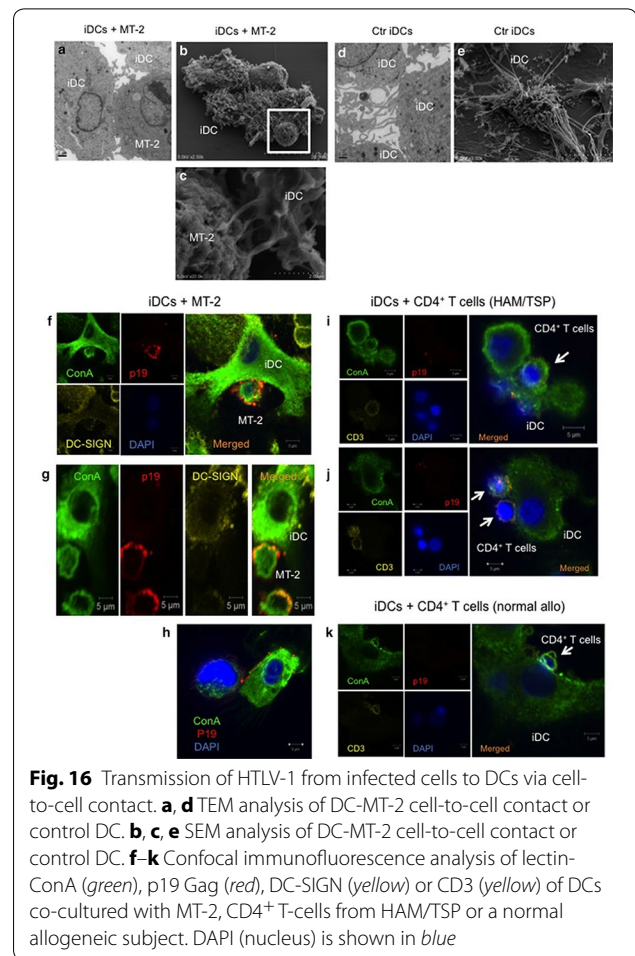 iDCs + MT-2
iDCs + MT-2
Ctr iDCs
Ctr iDCs
a
iDC
iDC
MT-2
b
iDC
d
iDC
iDC
e
c
iDC
MT-2
iDCs + MT-2
f
ConA
p19
DC-SIGN
DAPI
iDC
MT-2
Merged
g
ConA
p19
DC-SIGN
Merged
iDC
MT-2
5 µm
5 µm
5 µm
5 µm
h
ConA
P19
DAPI
iDCs + CD4+ T cells (HAM/TSP)
i
ConA
p19
CD3
DAPI
CD4+ T cells
iDC
Merged
5 µm
j
ConA
p19
CD3
DAPI
iDC
CD4+ T cells
Merged
iDCs + CD4+ T cells (normal allo)
k
ConA
p19
CD3
DAPI
CD4+ T cells
iDC
Merged
Fig. 16 Transmission of HTLV-1 from infected cells to DCs via cell-
to-cell contact. a, d TEM analysis of DC-MT-2 cell-to-cell contact or
control DC. b, c, e SEM analysis of DC-MT-2 cell-to-cell contact or
control DC. f–k Confocal immunofluorescence analysis of lectin-
ConA (green), p19 Gag (red), DC-SIGN (yellow) or CD3 (yellow) of DCs
co-cultured with MT-2, CD4+ T-cells from HAM/TSP or a normal
allogeneic subject. DAPI (nucleus) is shown in blue